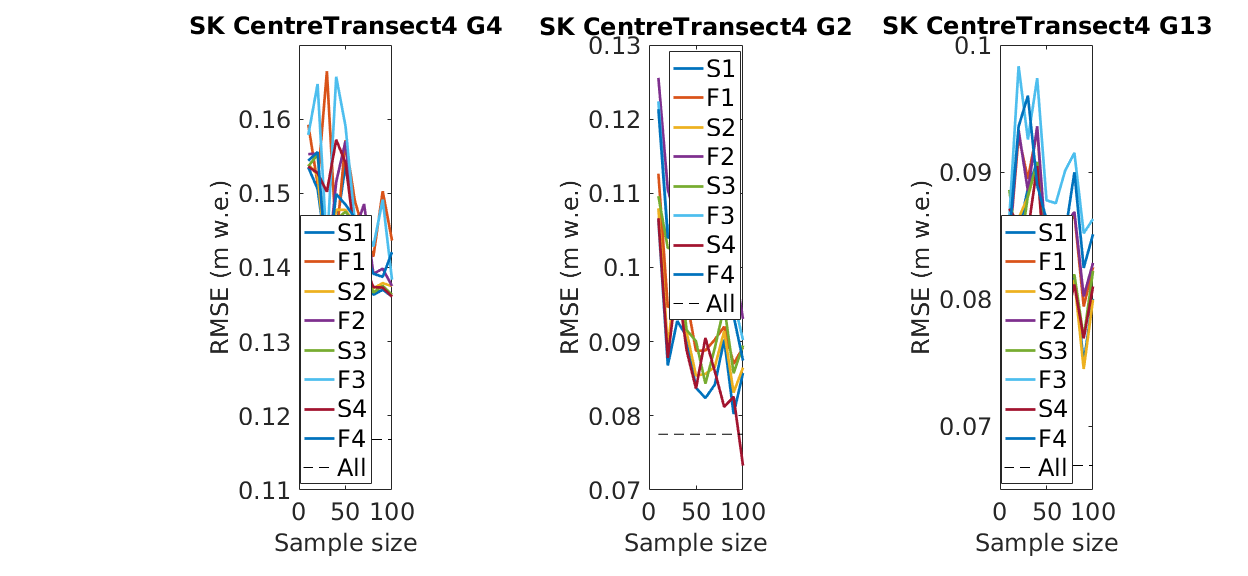 SK CentreTransect4 G4
RMSE (m w.e.)
0.16
0.15
0.14
0.13
0.12
0.11
S1
F1
S2
F2
S3
F3
S4
F4
All
0 50 100
Sample size
SK CentreTransect4 G2
RMSE (m w.e.)
0.13
0.12
0.11
0.1
0.09
0.08
0.07
S1
F1
S2
F2
S3
F3
S4
F4
All
0 50 100
Sample size
SK CentreTransect4 G13
RMSE (m w.e.)
0.1
0.09
0.08
0.07
S1
F1
S2
F2
S3
F3
S4
F4
All
0 50 100
Sample size